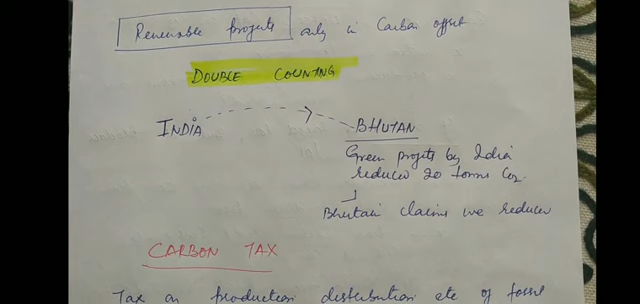 Renewable projects only in Carbon offset
DOUBLE COUNTING
INDIA BHUTAN
Green projects by India
reduced 20 tonns CO2
Bhutan claims we reduced
CARBON TAX
Tax on production distribution etc of fossil